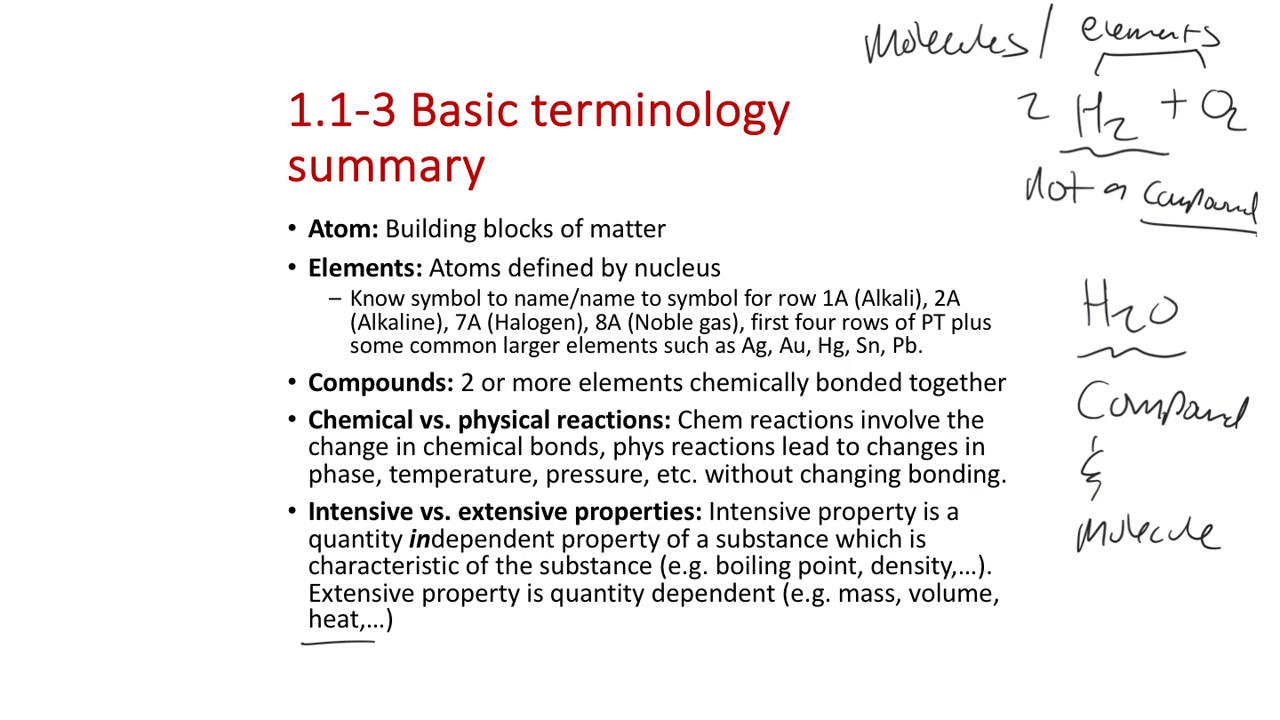 molecules / elements
2 H2 + O2
not a compound
1.1-3 Basic terminology
summary
• Atom: Building blocks of matter
• Elements: Atoms defined by nucleus
– Know symbol to name/name to symbol for row 1A (Alkali), 2A
(Alkaline), 7A (Halogen), 8A (Noble gas), first four rows of PT plus
some common larger elements such as Ag, Au, Hg, Sn, Pb.
• Compounds: 2 or more elements chemically bonded together
• Chemical vs. physical reactions: Chem reactions involve the
change in chemical bonds, phys reactions lead to changes in
phase, temperature, pressure, etc. without changing bonding.
• Intensive vs. extensive properties: Intensive property is a
quantity independent property of a substance which is
characteristic of the substance (e.g. boiling point, density,...).
Extensive property is quantity dependent (e.g. mass, volume,
heat,...)
H2O
Compound
&
molecule